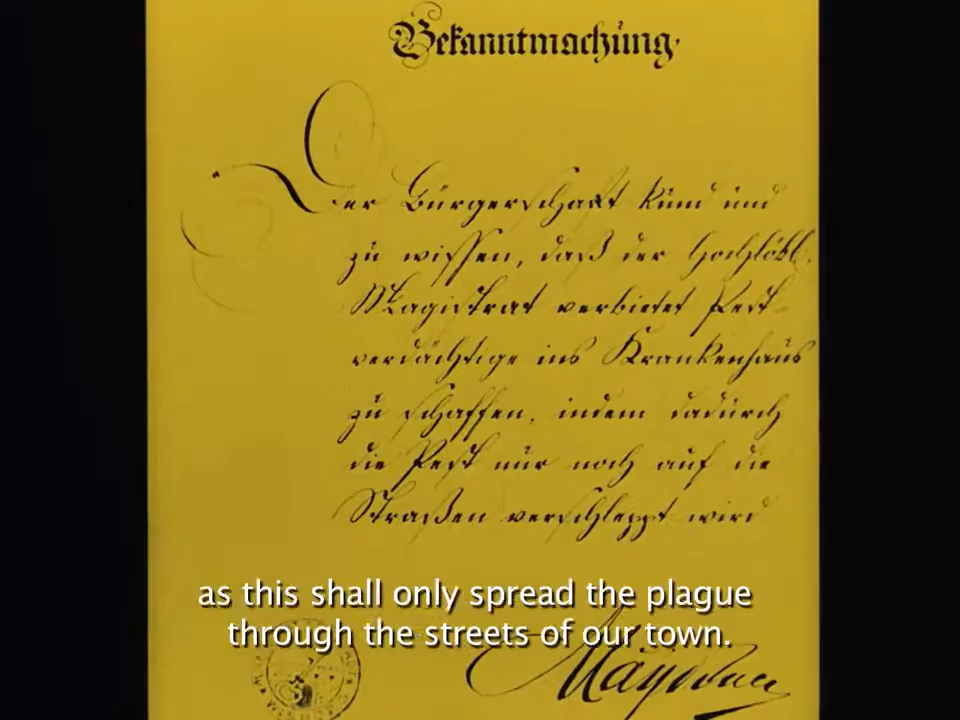 Bekanntmachung.
Der Bürgerschaft kund und
zu wissen, daß der Hochlöbl.
Magistrat verbietet Pest-
verdächtige ins Krankenhaus
zu schaffen, indem dadurch
die Pest nur noch auf die
Straßen verschleppt wird
as this shall only spread the plague
through the streets of our town.